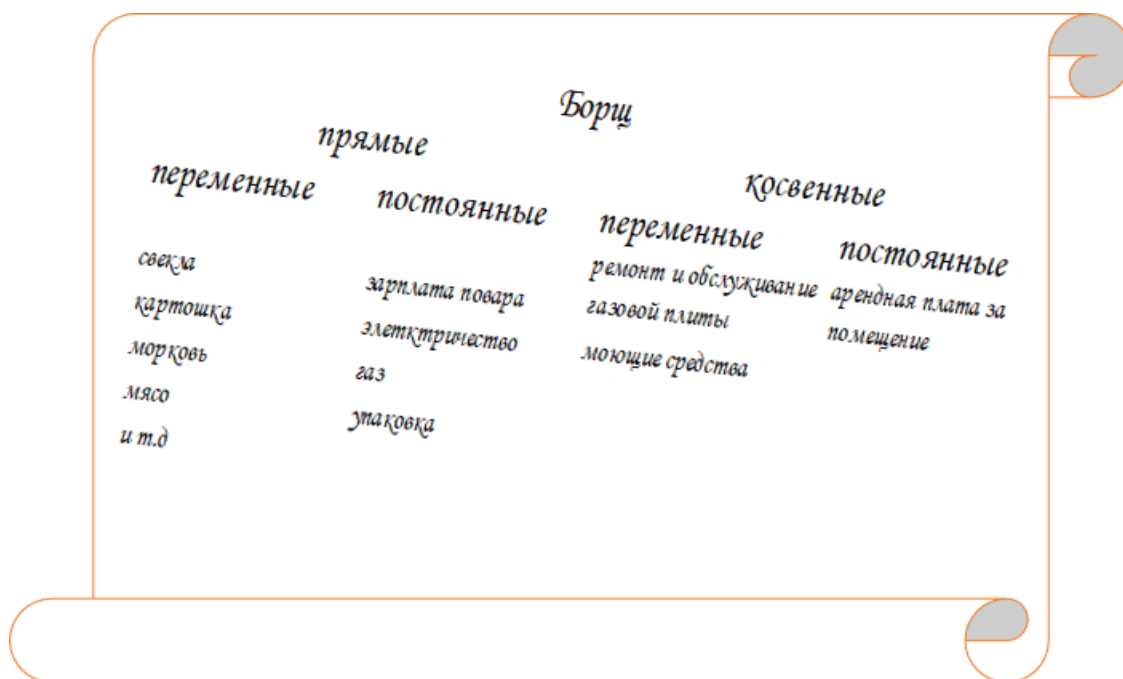 Борщ
прямые
косвенные
переменные
постоянные
переменные
постоянные
свекла
картошка
морковь
мясо
и т.д
зарплата повара
элетктричество
газ
упаковка
ремонт и обслуживание
газовой плиты
моющие средства
арендная плата за
помещение